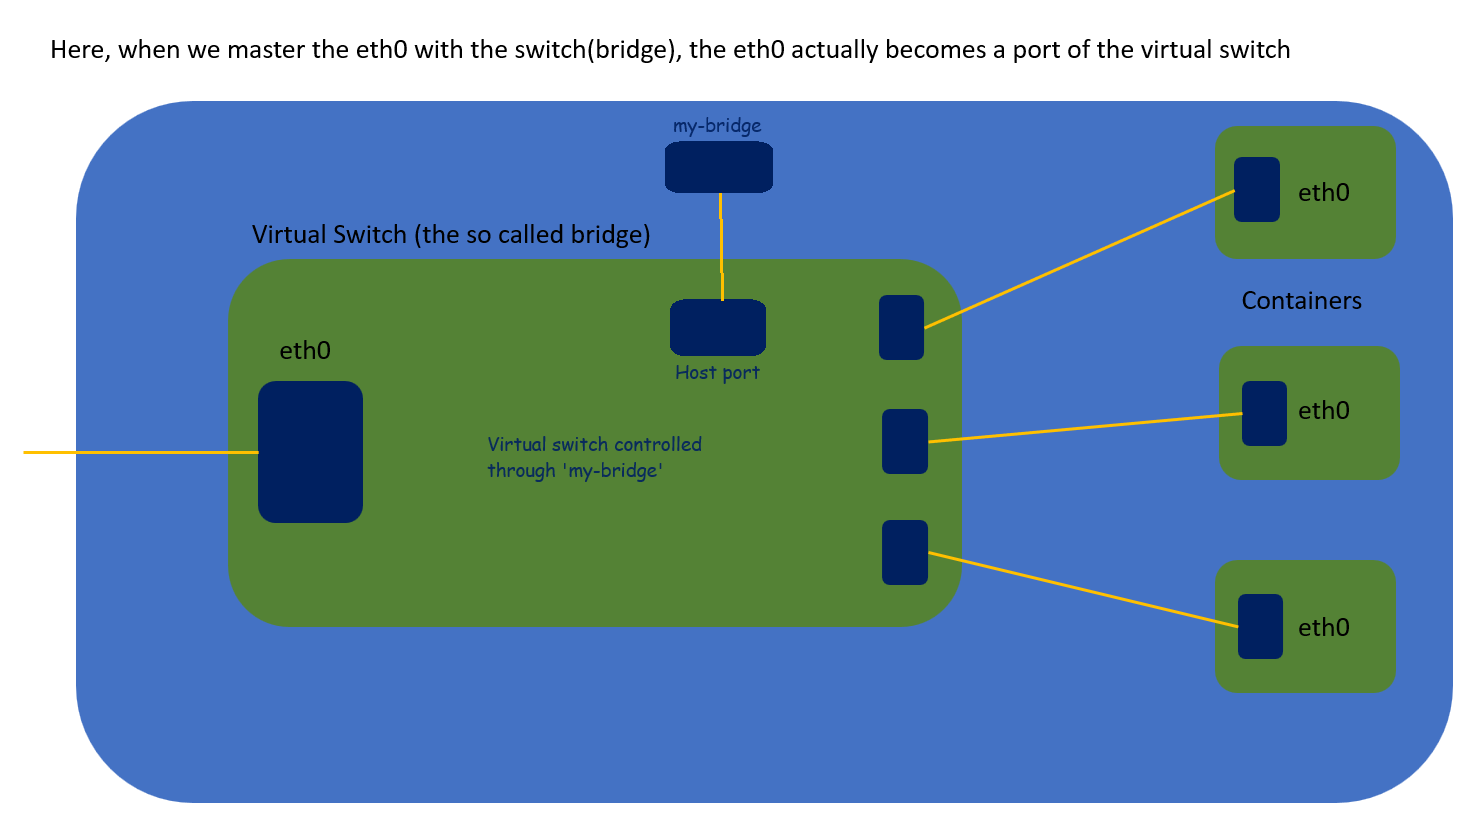 Here, when we master the eth0 with the switch(bridge), the eth0 actually becomes a port of the virtual switch
my-bridge
Virtual Switch (the so called bridge)
eth0
Host port
Virtual switch controlled
through 'my-bridge'
eth0
Containers
eth0
eth0